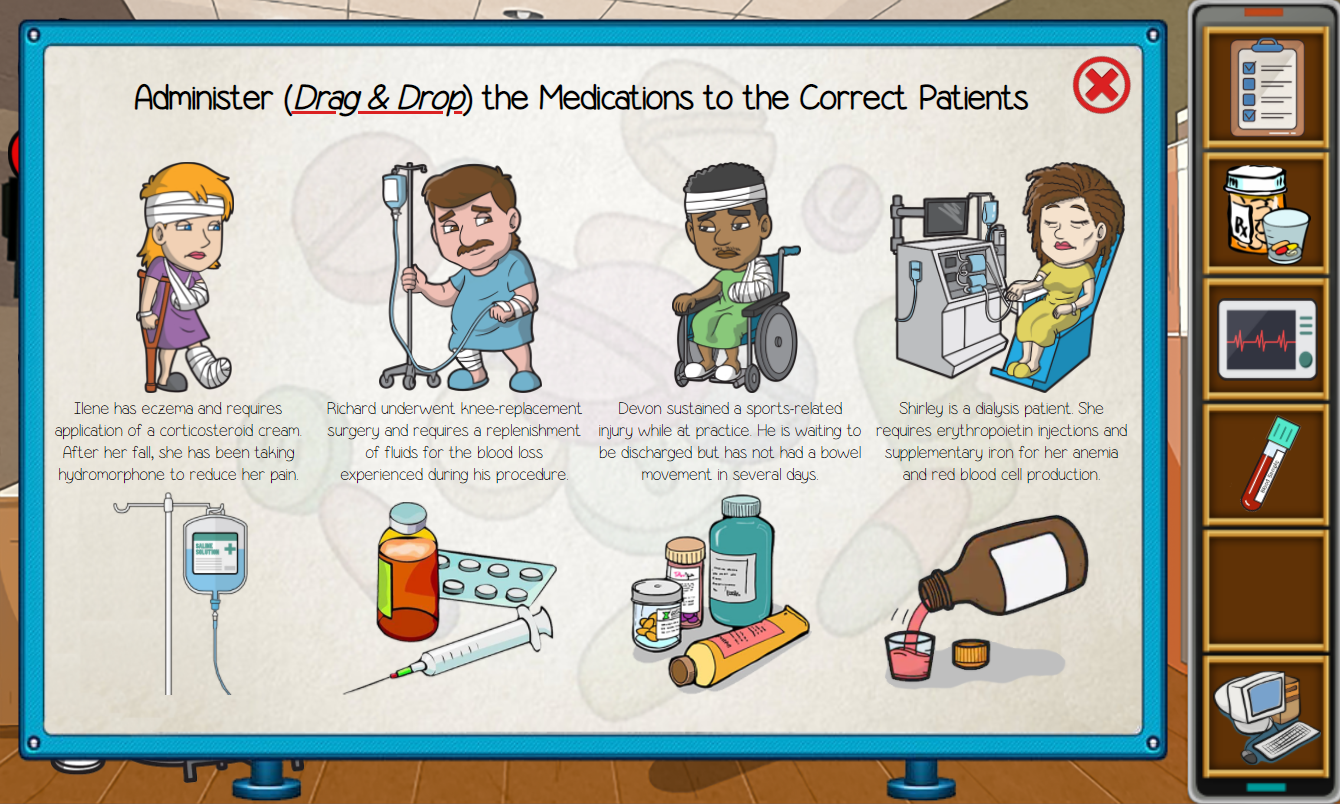 Administer (Drag & Drop) the Medications to the Correct Patients
Ilene has eczema and requires
application of a corticosteroid cream.
After her fall, she has been taking
hydromorphone to reduce her pain.
Richard underwent knee-replacement
surgery and requires a replenishment
of fluids for the blood loss
experienced during his procedure.
Devon sustained a sports-related
injury while at practice. He is waiting to
be discharged but has not had a bowel
movement in several days.
Shirley is a dialysis patient. She
requires erythropoietin injections and
supplementary iron for her anemia
and red blood cell production.
SALINE
SOLUTION
Rx
Blood Sample